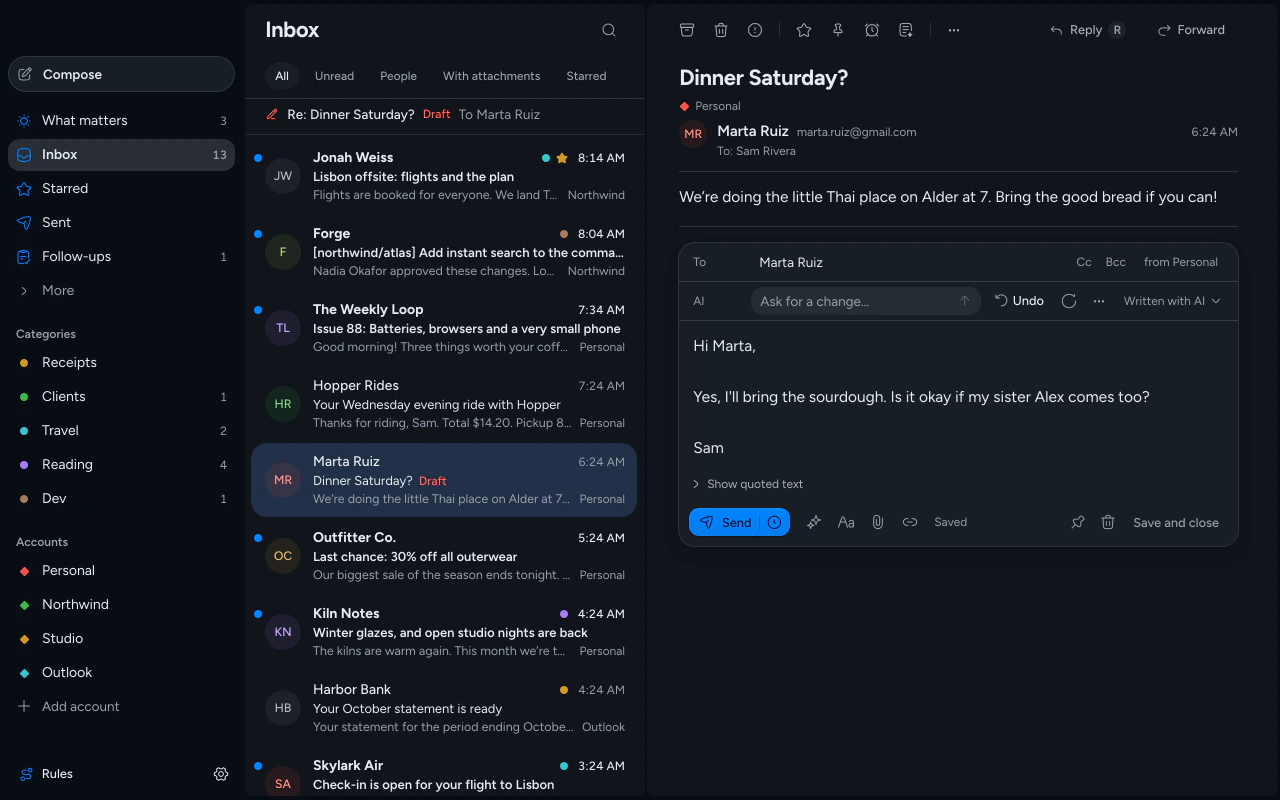 Compose
What matters 3
Inbox 13
Starred
Sent
Follow-ups 1
More
Categories
Receipts
Clients 1
Travel 2
Reading 4
Dev 1
Accounts
Personal
Northwind
Studio
Outlook
Add account
Rules
Inbox
All Unread People With attachments Starred
Re: Dinner Saturday? Draft To Marta Ruiz
JW Jonah Weiss 8:14 AM
Lisbon offsite: flights and the plan
Flights are booked for everyone. We land T... Northwind
F Forge 8:04 AM
[northwind/atlas] Add instant search to the comma...
Nadia Okafor approved these changes. Lo... Northwind
TL The Weekly Loop 7:34 AM
Issue 88: Batteries, browsers and a very small phone
Good morning! Three things worth your coff... Personal
HR Hopper Rides 7:24 AM
Your Wednesday evening ride with Hopper
Thanks for riding, Sam. Total $14.20. Pickup 8... Personal
MR Marta Ruiz 6:24 AM
Dinner Saturday? Draft
We're doing the little Thai place on Alder at 7... Personal
OC Outfitter Co. 5:24 AM
Last chance: 30% off all outerwear
Our biggest sale of the season ends tonight. ... Personal
KN Kiln Notes 4:24 AM
Winter glazes, and open studio nights are back
The kilns are warm again. This month we're t... Personal
HB Harbor Bank 4:24 AM
Your October statement is ready
Your statement for the period ending Octobe... Outlook
SA Skylark Air 3:24 AM
Check-in is open for your flight to Lisbon
Reply R Forward
Dinner Saturday?
Personal
MR Marta Ruiz marta.ruiz@gmail.com 6:24 AM
To: Sam Rivera
We're doing the little Thai place on Alder at 7. Bring the good bread if you can!
To Marta Ruiz Cc Bcc from Personal
AI Ask for a change... Undo Written with AI
Hi Marta,
Yes, I'll bring the sourdough. Is it okay if my sister Alex comes too?
Sam
Show quoted text
Send Aa Saved Save and close